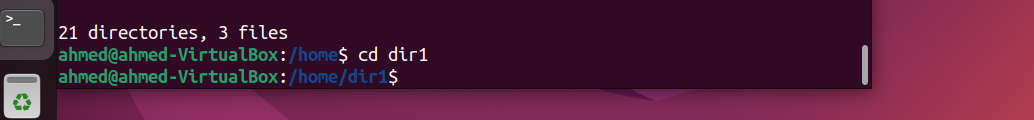 >_
21 directories, 3 files
ahmed@ahmed-VirtualBox:/home$ cd dir1
ahmed@ahmed-VirtualBox:/home/dir1$